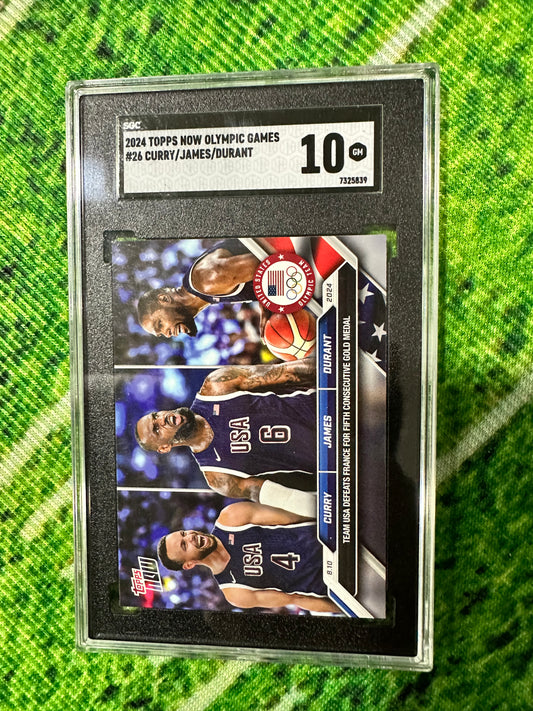 SGC
2024 TOPPS NOW OLYMPIC GAMES
#26 CURRY/JAMES/DURANT
10 GM
7325839
UNITED STATES
OLYMPIC TEAM
USA
4
USA
6
TOPPS NOW
CURRY JAMES DURANT
8.10 TEAM USA DEFEATS FRANCE FOR FIFTH CONSECUTIVE GOLD MEDAL 2024